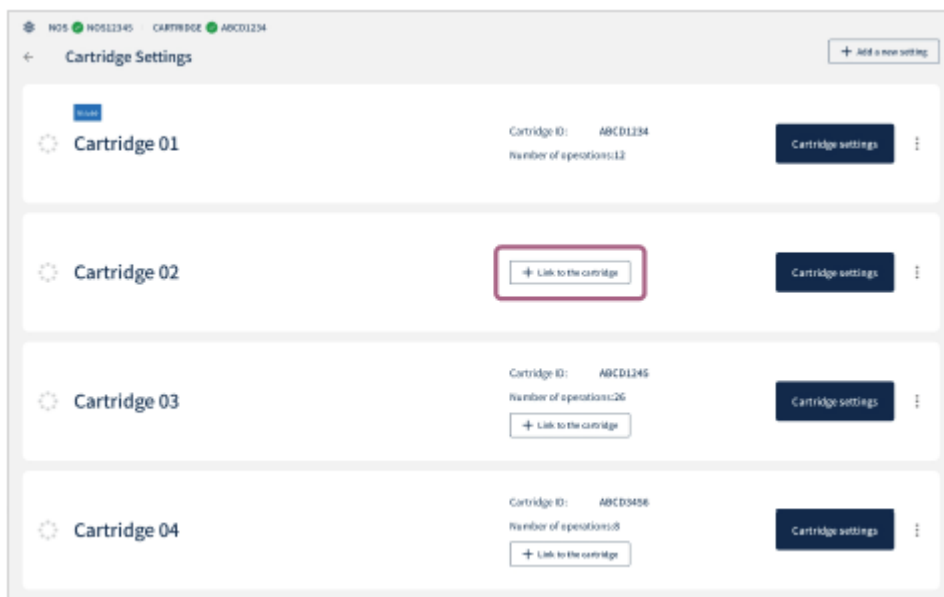 NOS NOS12345 CARTRIDGE ABCD1234
← Cartridge Settings
+ Add a new setting
Cartridge 01
Cartridge ID: ABCD1234
Number of operations:12
Cartridge settings
Cartridge 02
+ Link to the cartridge
Cartridge settings
Cartridge 03
Cartridge ID: ABCD1245
Number of operations:26
+ Link to the cartridge
Cartridge settings
Cartridge 04
Cartridge ID: ABCD3456
Number of operations:8
+ Link to the cartridge
Cartridge settings